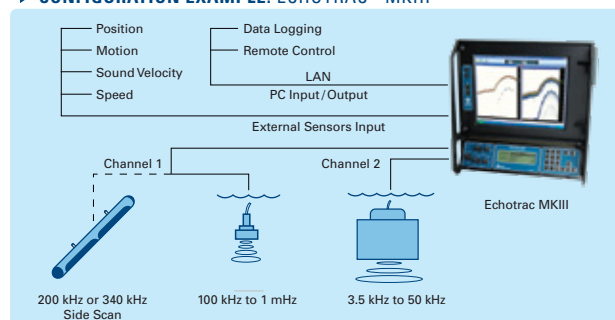 CONFIGURATION EXAMPLE: ECHOTRAC MKIII
Position
Motion
Sound Velocity
Speed
Data Logging
Remote Control
LAN
PC Input/Output
External Sensors Input
Channel 1
Channel 2
Echotrac MKIII
200 kHz or 340 kHz
Side Scan
100 kHz to 1 mHz
3.5 kHz to 50 kHz